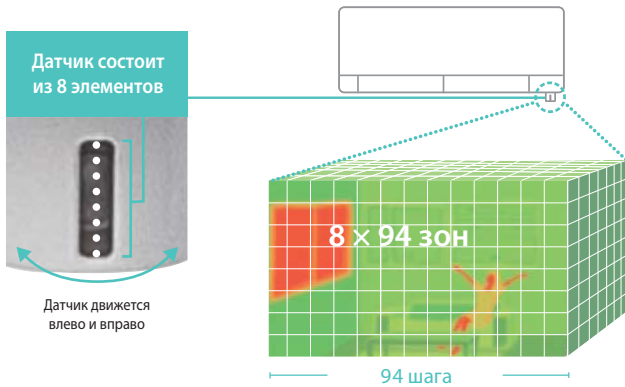 Датчик состоит
из 8 элементов
8 × 94 зон
Датчик движется
влево и вправо
94 шага